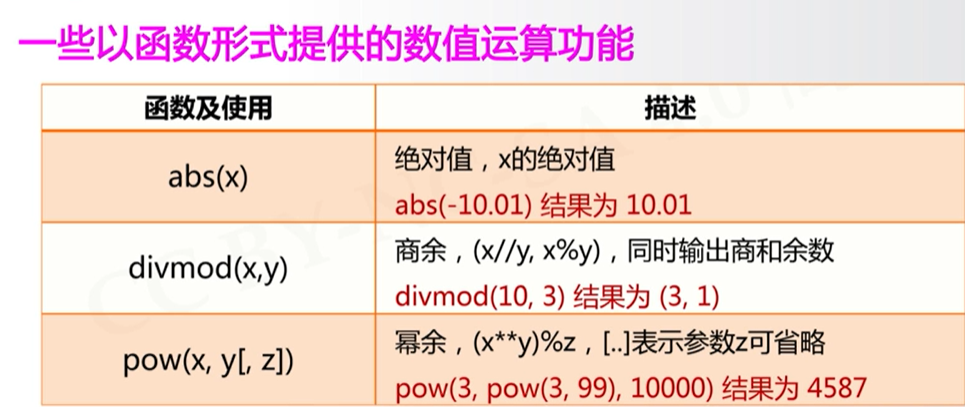 一些以函数形式提供的数值运算功能
函数及使用
描述
abs(x)
绝对值，x的绝对值
abs(-10.01) 结果为 10.01
divmod(x,y)
商余，(x//y, x%y)，同时输出商和余数
divmod(10, 3) 结果为 (3, 1)
pow(x, y[, z])
幂余，(x**y)%z，[..]表示参数z可省略
pow(3, pow(3, 99), 10000) 结果为 4587